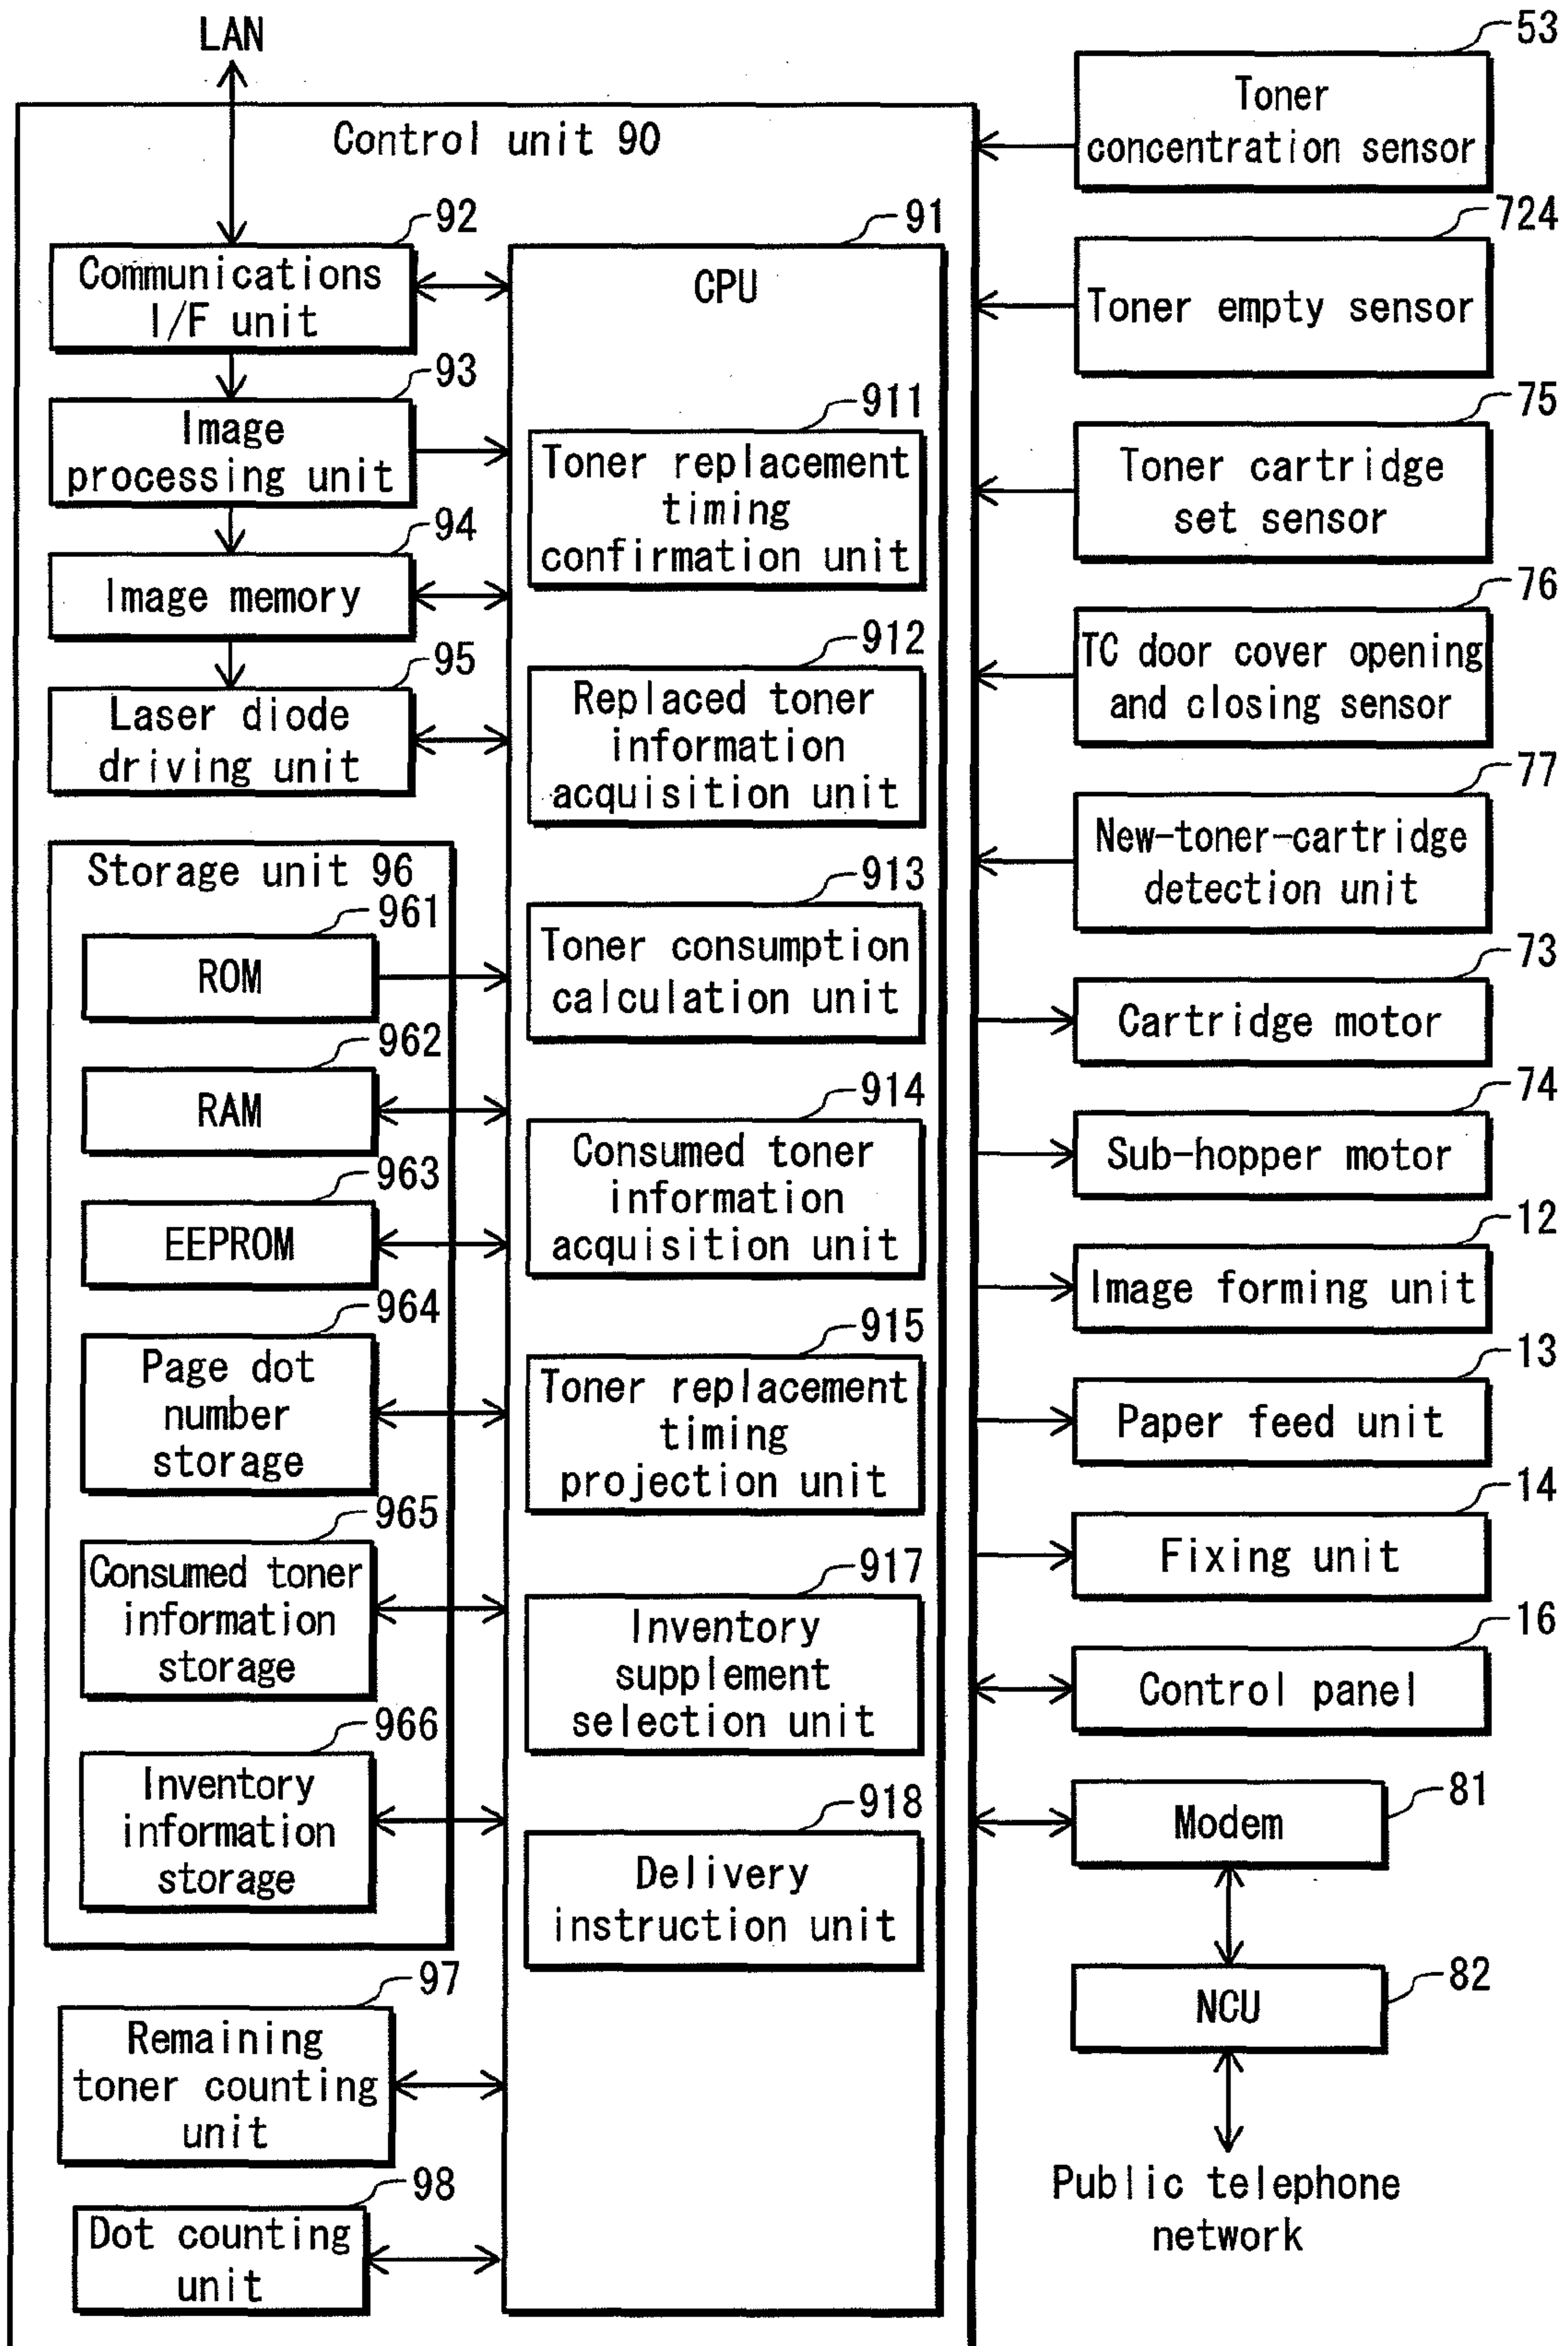 LAN
Control unit 90
92
Communications
I/F unit
93
Image
processing unit
94
Image memory
95
Laser diode
driving unit
Storage unit 96
961
ROM
962
RAM
963
EEPROM
964
Page dot
number
storage
965
Consumed toner
information
storage
966
Inventory
information
storage
97
Remaining
toner counting
unit
98
Dot counting
unit
91
CPU
911
Toner replacement
timing
confirmation unit
912
Replaced toner
information
acquisition unit
913
Toner consumption
calculation unit
914
Consumed toner
information
acquisition unit
915
Toner replacement
timing
projection unit
917
Inventory
supplement
selection unit
918
Delivery
instruction unit
53
Toner
concentration sensor
724
Toner empty sensor
75
Toner cartridge
set sensor
76
TC door cover opening
and closing sensor
77
New-toner-cartridge
detection unit
73
Cartridge motor
74
Sub-hopper motor
12
Image forming unit
13
Paper feed unit
14
Fixing unit
16
Control panel
81
Modem
82
NCU
Public telephone
network